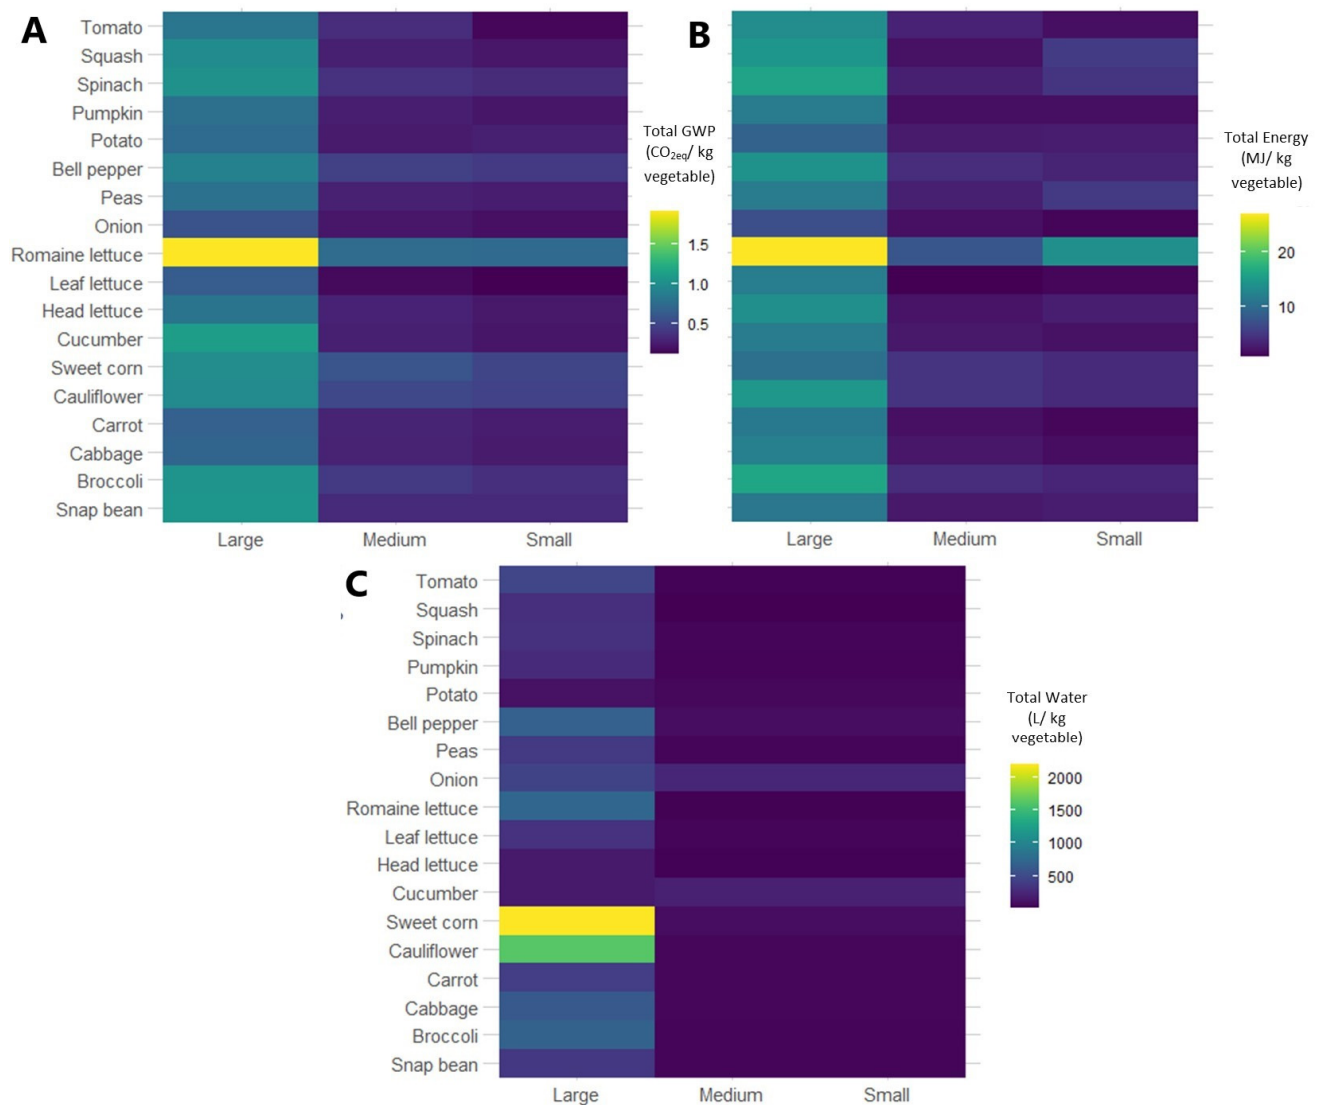 A
Tomato
Squash
Spinach
Pumpkin
Potato
Bell pepper
Peas
Onion
Romaine lettuce
Leaf lettuce
Head lettuce
Cucumber
Sweet corn
Cauliflower
Carrot
Cabbage
Broccoli
Snap bean
Large Medium Small
Total GWP
(CO2eq/ kg
vegetable)
1.5
1.0
0.5
B
Large Medium Small
Total Energy
(MJ/ kg
vegetable)
20
10
C
Tomato
Squash
Spinach
Pumpkin
Potato
Bell pepper
Peas
Onion
Romaine lettuce
Leaf lettuce
Head lettuce
Cucumber
Sweet corn
Cauliflower
Carrot
Cabbage
Broccoli
Snap bean
Large Medium Small
Total Water
(L/ kg
vegetable)
2000
1500
1000
500